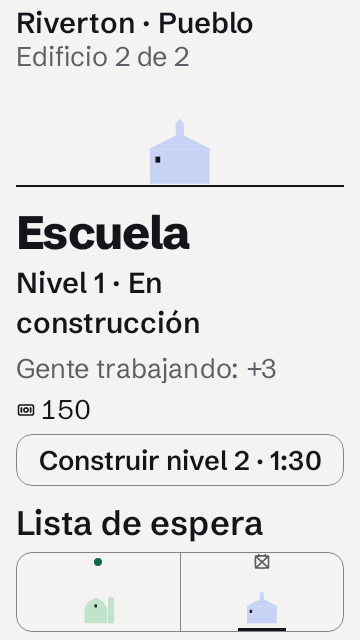 Riverton · Pueblo
Edificio 2 de 2
Escuela
Nivel 1 · En
construcción
Gente trabajando: +3
150
Construir nivel 2 · 1:30
Lista de espera